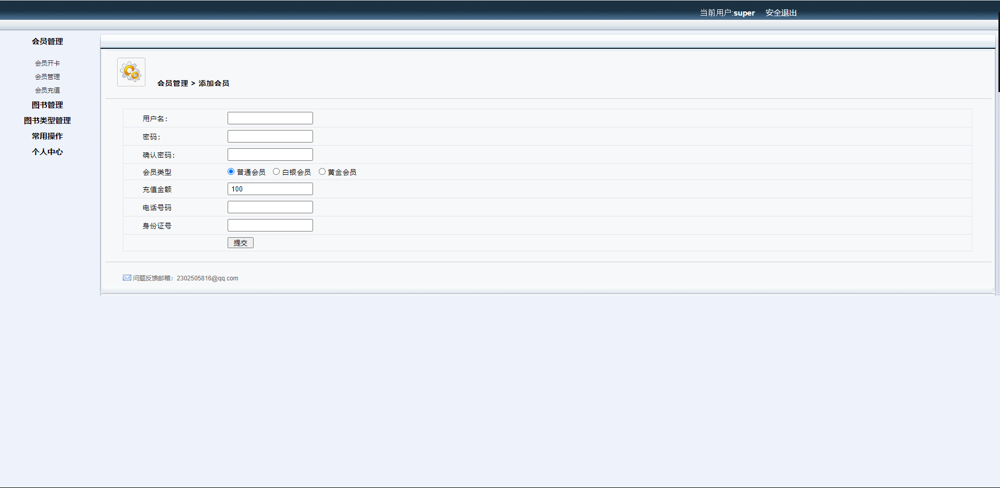 当前用户:super 安全退出
会员管理
会员开卡
会员管理
会员充值
图书管理
图书类型管理
常用操作
个人中心
会员管理 > 添加会员
用户名：
密码：
确认密码：
会员类型 普通会员 白银会员 黄金会员
充值金额 100
电话号码
身份证号
提交
问题反馈邮箱：2302505816@qq.com